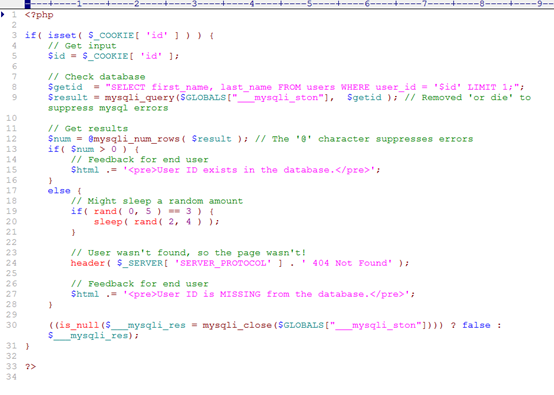 ----+----1----+----2----+----3----+----4----+----5----+----6----+----7----+----8----+----9--
1 <?php
2
3 if( isset( $_COOKIE[ 'id' ] ) ) {
4     // Get input
5     $id = $_COOKIE[ 'id' ];
6
7     // Check database
8     $getid  = "SELECT first_name, last_name FROM users WHERE user_id = '$id' LIMIT 1;";
9     $result = mysqli_query($GLOBALS["___mysqli_ston"],  $getid ); // Removed 'or die' to
suppress mysql errors
10
11     // Get results
12     $num = @mysqli_num_rows( $result ); // The '@' character suppresses errors
13     if( $num > 0 ) {
14         // Feedback for end user
15         $html .= '<pre>User ID exists in the database.</pre>';
16     }
17     else {
18         // Might sleep a random amount
19         if( rand( 0, 5 ) == 3 ) {
20             sleep( rand( 2, 4 ) );
21         }
22
23         // User wasn't found, so the page wasn't!
24         header( $_SERVER[ 'SERVER_PROTOCOL' ] . ' 404 Not Found' );
25
26         // Feedback for end user
27         $html .= '<pre>User ID is MISSING from the database.</pre>';
28     }
29
30     ((is_null($___mysqli_res = mysqli_close($GLOBALS["___mysqli_ston"]))) ? false :
$___mysqli_res);
31 }
32
33 ?>
34